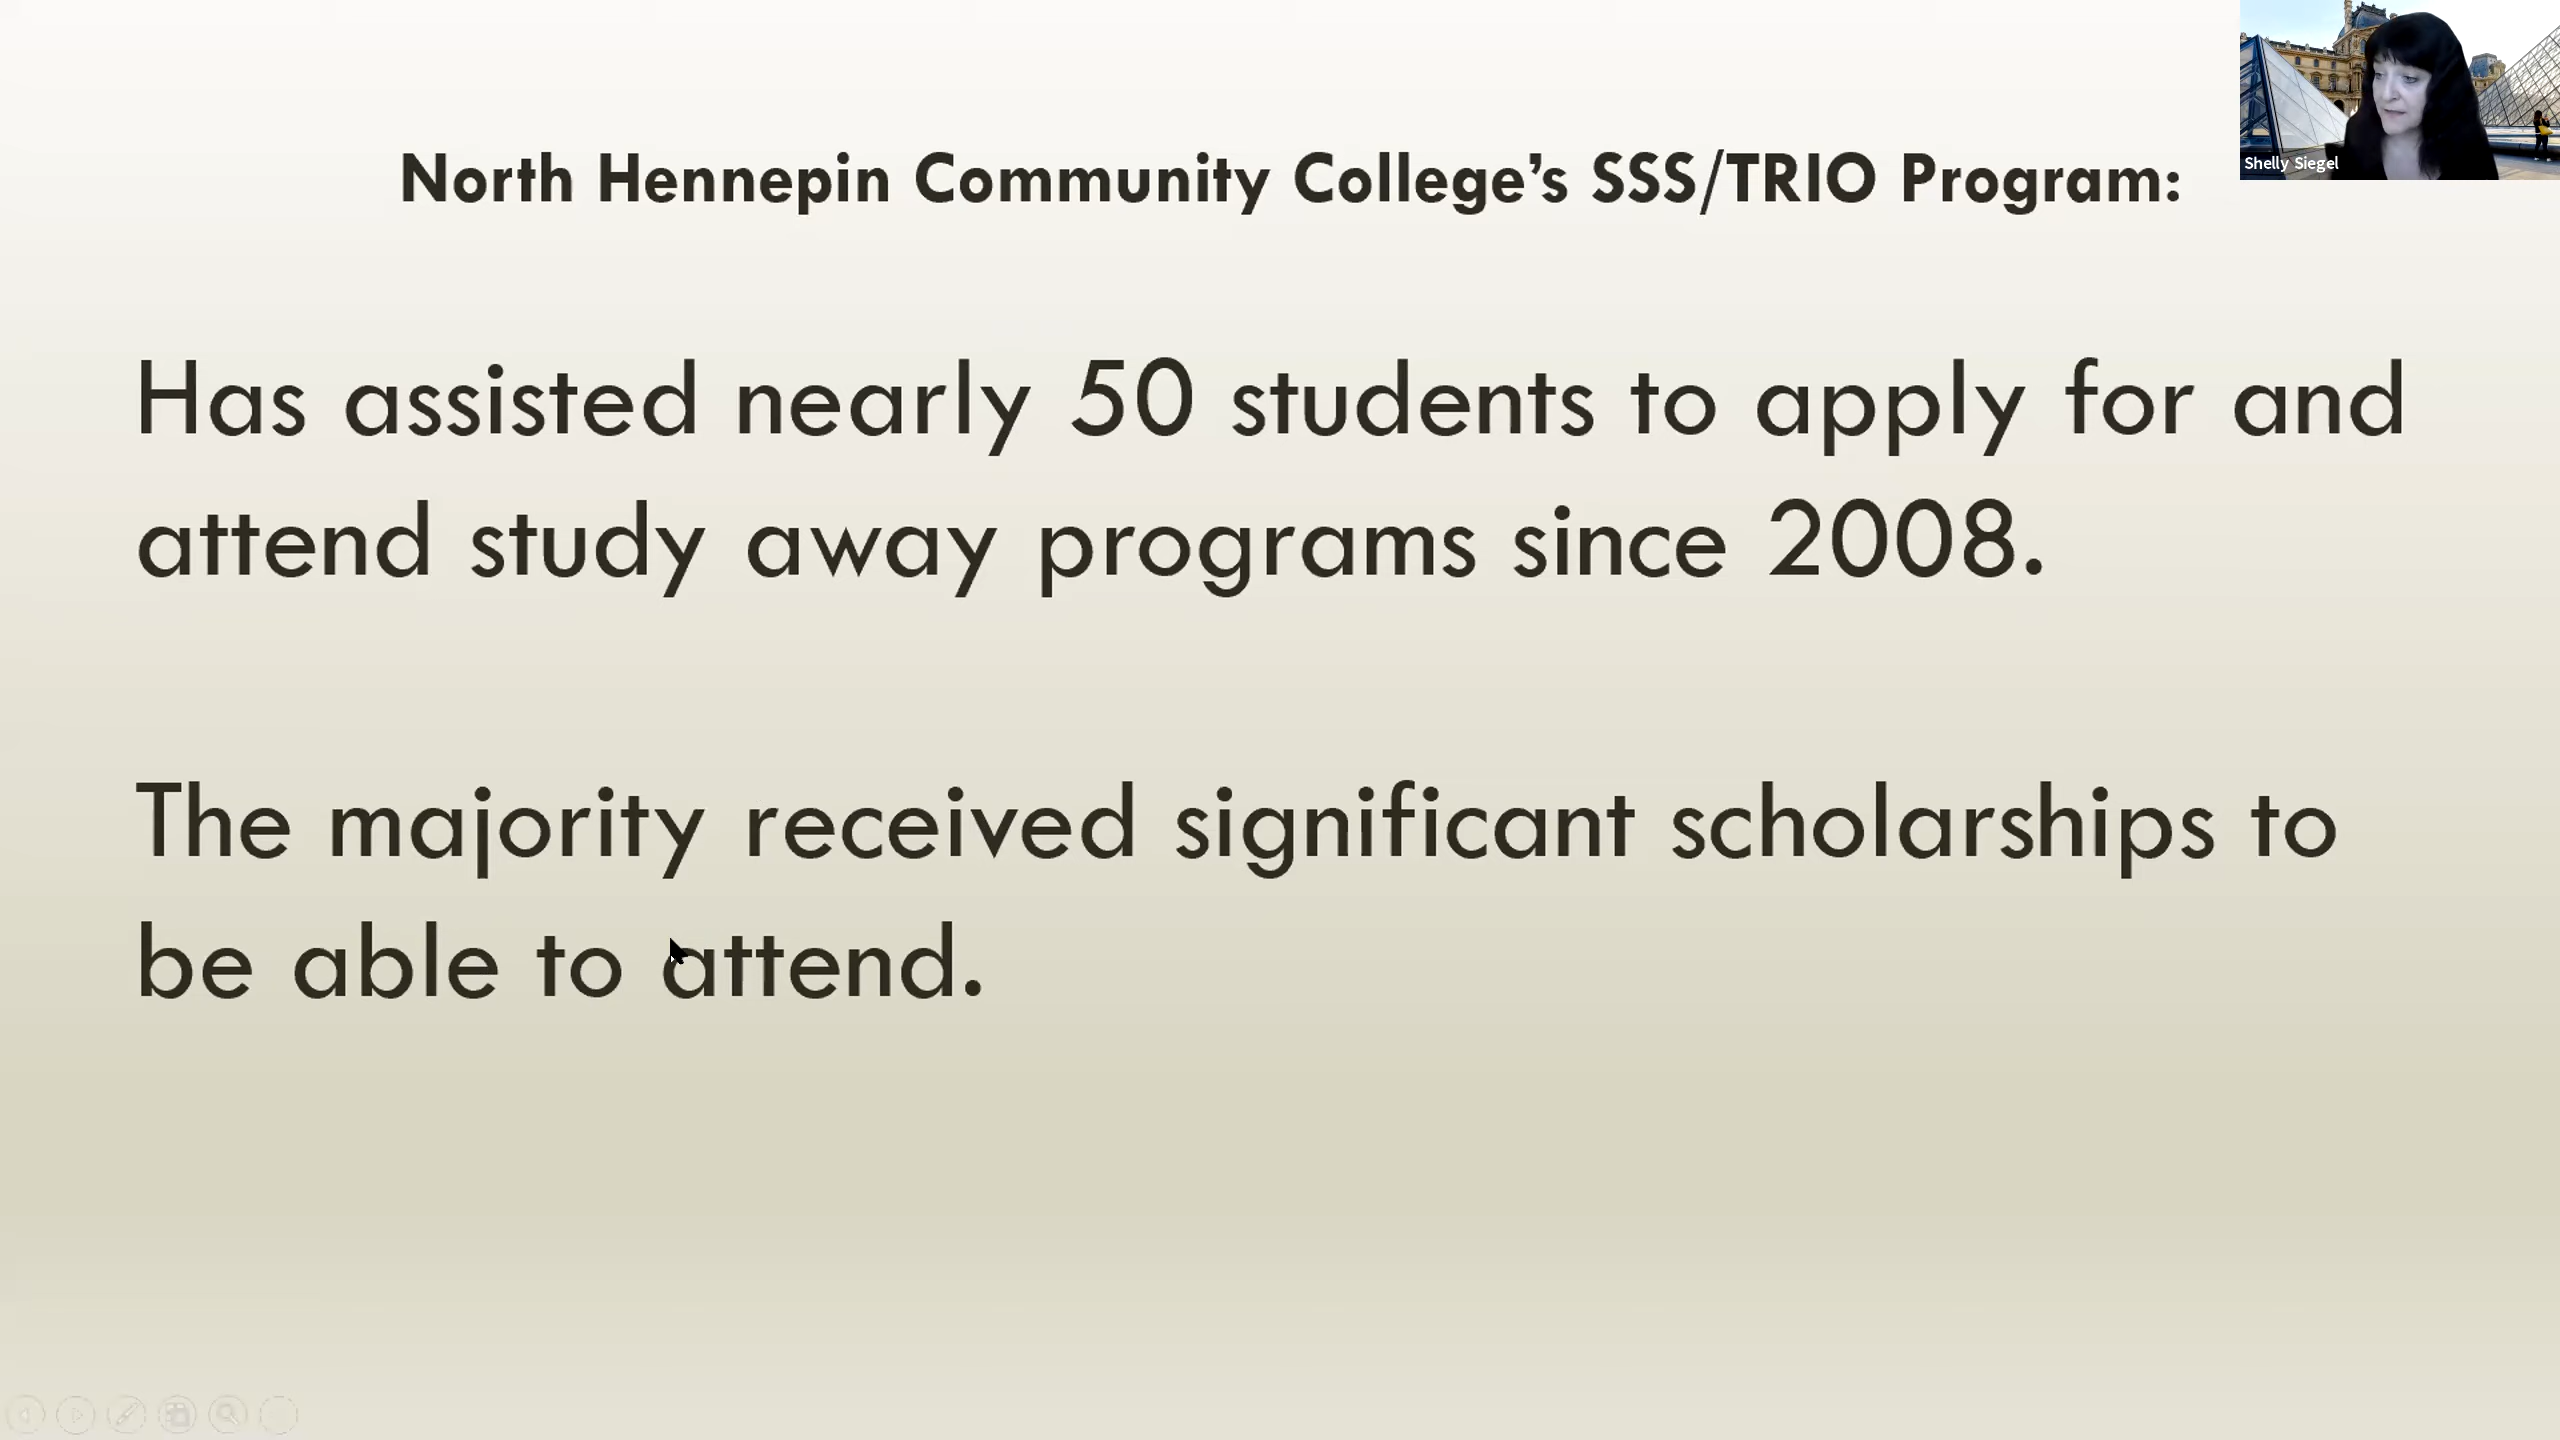 North Hennepin Community College’s SSS/TRIO Program:
Shelly Siegel
Has assisted nearly 50 students to apply for and
attend study away programs since 2008.
The majority received significant scholarships to
be able to attend.